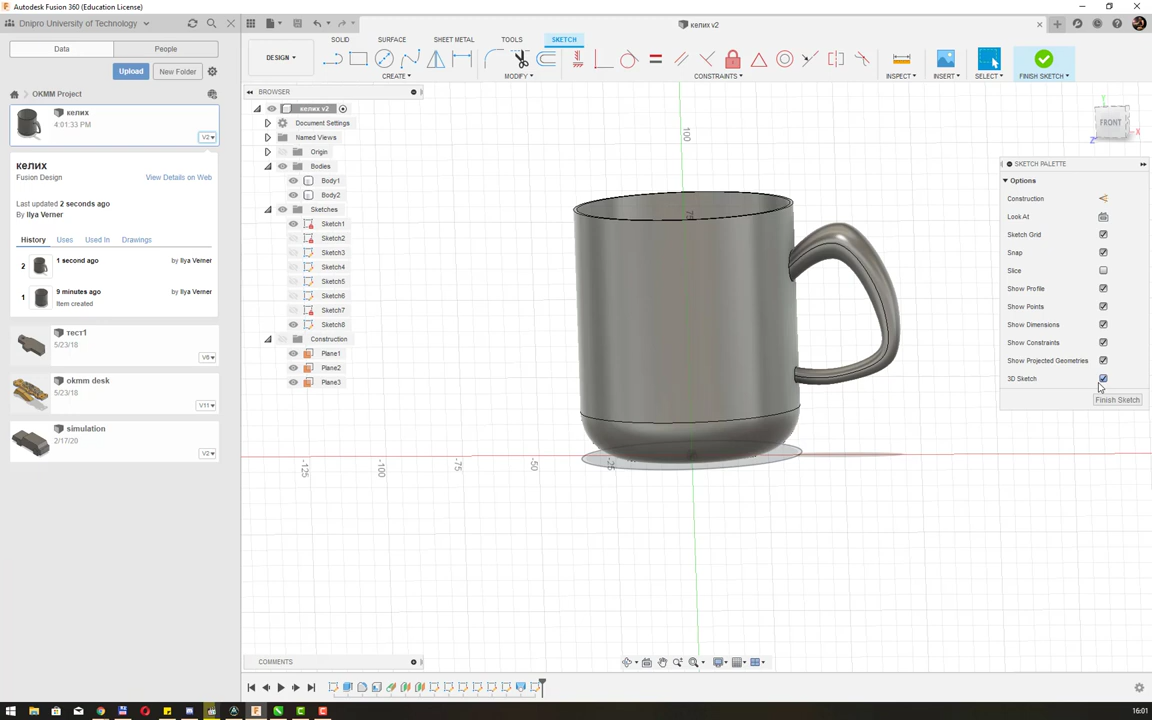 Autodesk Fusion 360 (Education License)
Dnipro University of Technology
келих v2
Data
People
Upload
New Folder
OKMM Project
келих
4:01:33 PM
V2
келих
Fusion Design
View Details on Web
Last updated 2 seconds ago
By Ilya Verner
History
Uses
Used In
Drawings
2
1 second ago
by Ilya Verner
1
9 minutes ago
by Ilya Verner
Item created
тест1
5/23/18
V6
okmm desk
5/23/18
V11
simulation
2/17/20
V2
DESIGN
SOLID
SURFACE
SHEET METAL
TOOLS
SKETCH
CREATE
MODIFY
CONSTRAINTS
INSPECT
INSERT
SELECT
FINISH SKETCH
BROWSER
келих v2
Document Settings
Named Views
Origin
Bodies
Body1
Body2
Sketches
Sketch1
Sketch2
Sketch3
Sketch4
Sketch5
Sketch6
Sketch7
Sketch8
Construction
Plane1
Plane2
Plane3
100
75
-125
-100
-75
-50
-25
Y
FRONT
X
Z
SKETCH PALETTE
Options
Construction
Look At
Sketch Grid
Snap
Slice
Show Profile
Show Points
Show Dimensions
Show Constraints
Show Projected Geometries
3D Sketch
Finish Sketch
COMMENTS
16:01